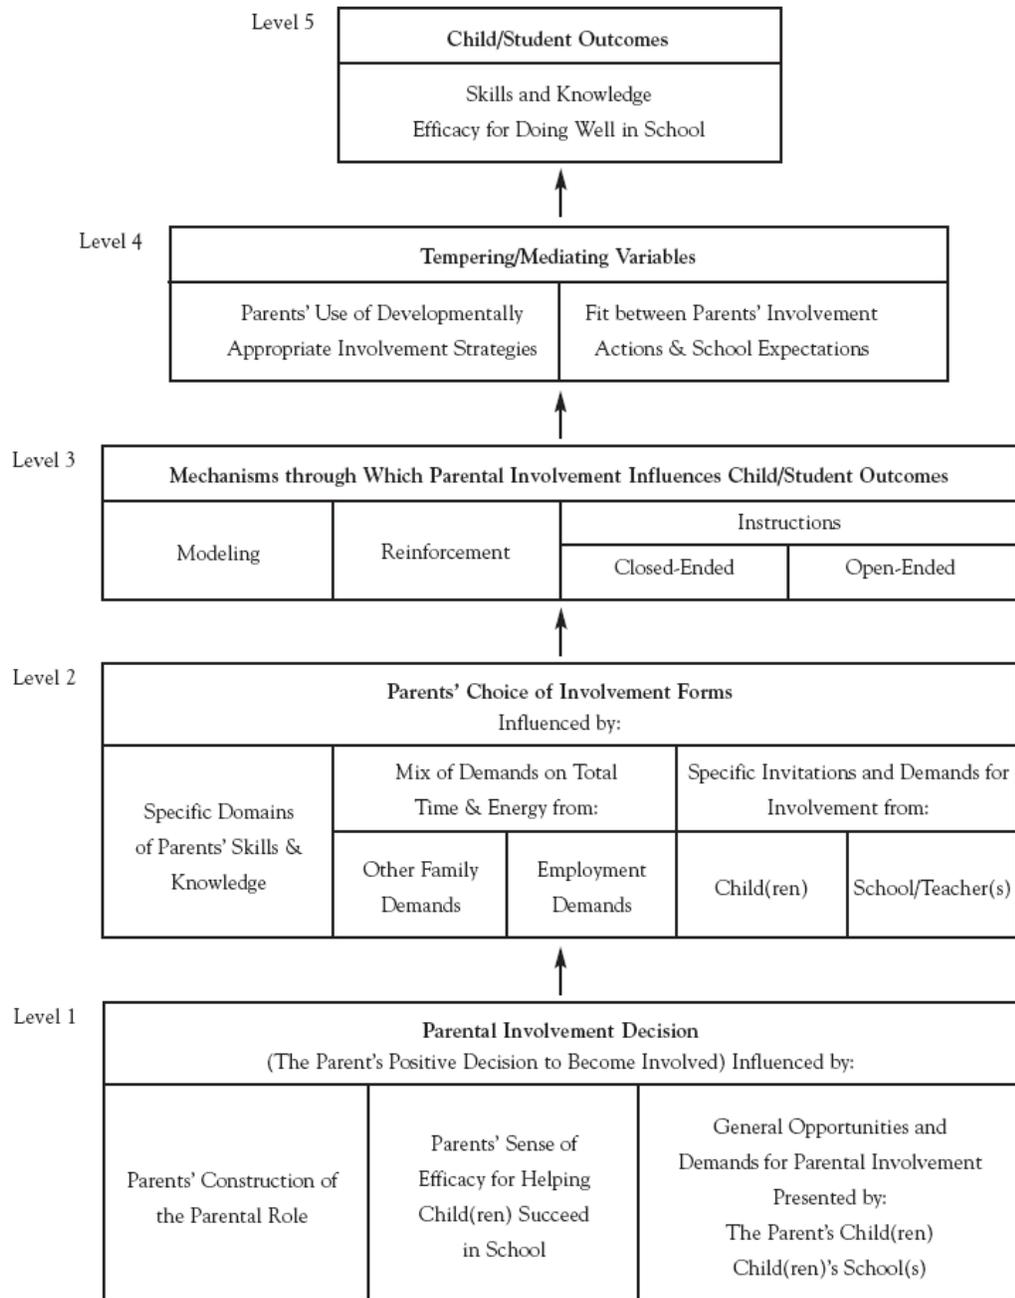 Level 5
Child/Student Outcomes
Skills and Knowledge
Efficacy for Doing Well in School
Level 4
Tempering/Mediating Variables
Parents' Use of Developmentally
Appropriate Involvement Strategies
Fit between Parents' Involvement
Actions & School Expectations
Level 3
Mechanisms through Which Parental Involvement Influences Child/Student Outcomes
Modeling
Reinforcement
Instructions
Closed-Ended
Open-Ended
Level 2
Parents' Choice of Involvement Forms
Influenced by:
Specific Domains
of Parents' Skills &
Knowledge
Mix of Demands on Total
Time & Energy from:
Other Family
Demands
Employment
Demands
Specific Invitations and Demands for
Involvement from:
Child(ren)
School/Teacher(s)
Level 1
Parental Involvement Decision
(The Parent's Positive Decision to Become Involved) Influenced by:
Parents' Construction of
the Parental Role
Parents' Sense of
Efficacy for Helping
Child(ren) Succeed
in School
General Opportunities and
Demands for Parental Involvement
Presented by:
The Parent's Child(ren)
Child(ren)'s School(s)